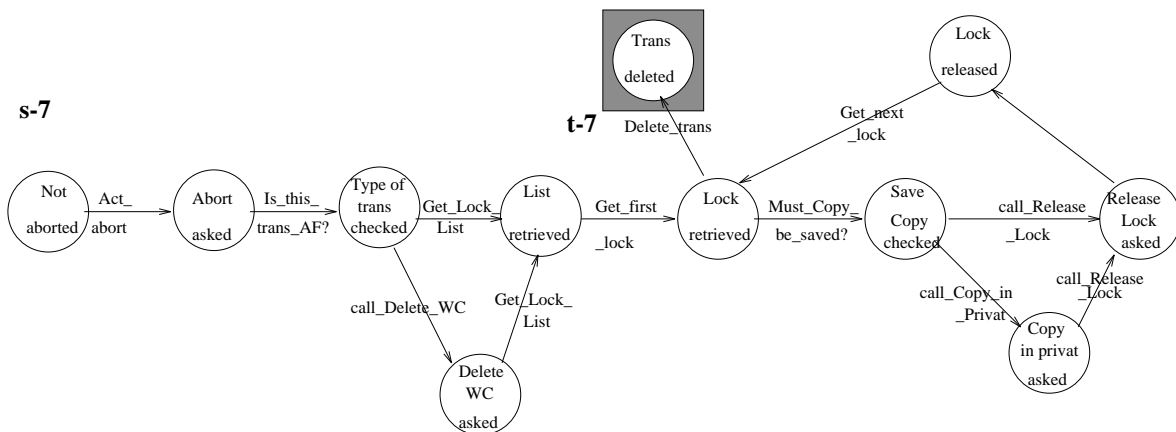 s-7
t-7
Trans
deleted
Delete_trans
Lock
released
Get_next
_lock
Not
aborted
Act_
abort
Abort
asked
Is_this_
trans_AF?
Type of
trans
checked
Get_Lock_
List
List
retrieved
Get_first
_lock
Lock
retrieved
Must_Copy_
be_saved?
Save
Copy
checked
call_Release
_Lock
Release
Lock
asked
call_Delete_WC
Get_Lock_
List
Delete
WC
asked
call_Copy_in
_Privat
call_Release
_Lock
Copy
in privat
asked